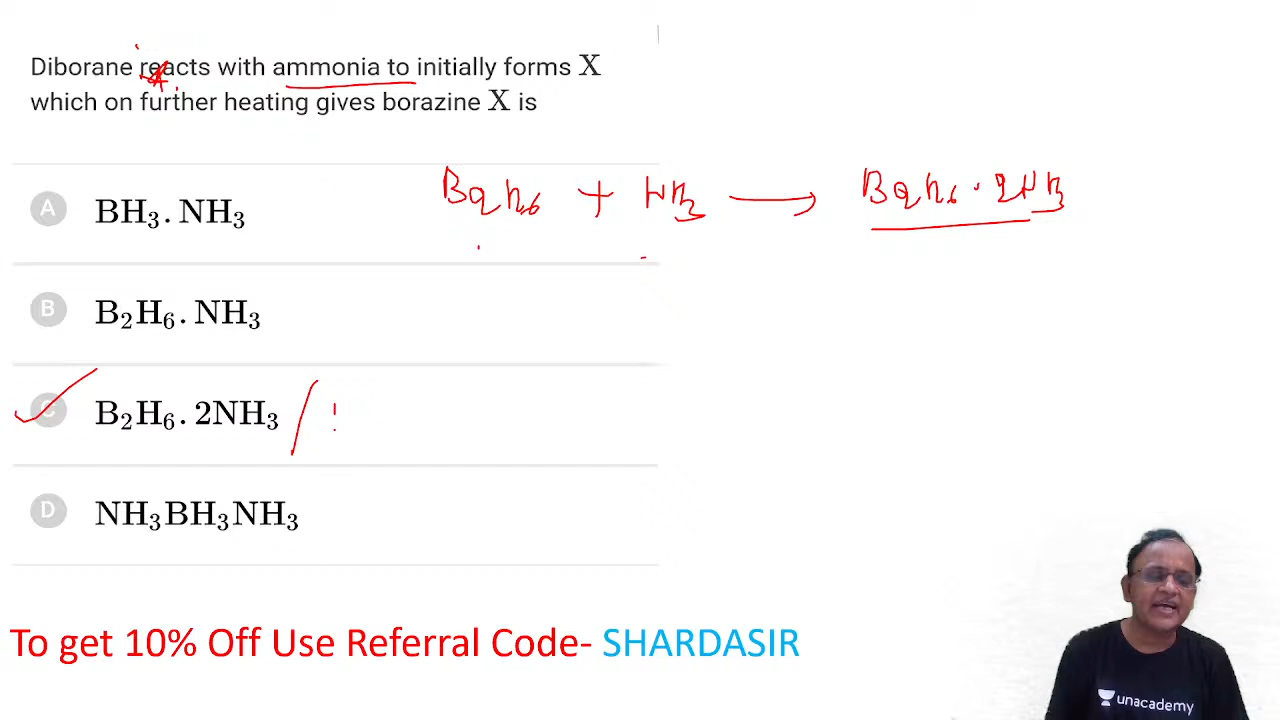 Diborane reacts with ammonia to initially forms X
which on further heating gives borazine X is
A BH₃. NH₃
B₂H₆ + NH₃ → B₂H₆ . 2NH₃
B B₂H₆. NH₃
C B₂H₆. 2NH₃
D NH₃BH₃NH₃
To get 10% Off Use Referral Code- SHARDASIR
unacademy